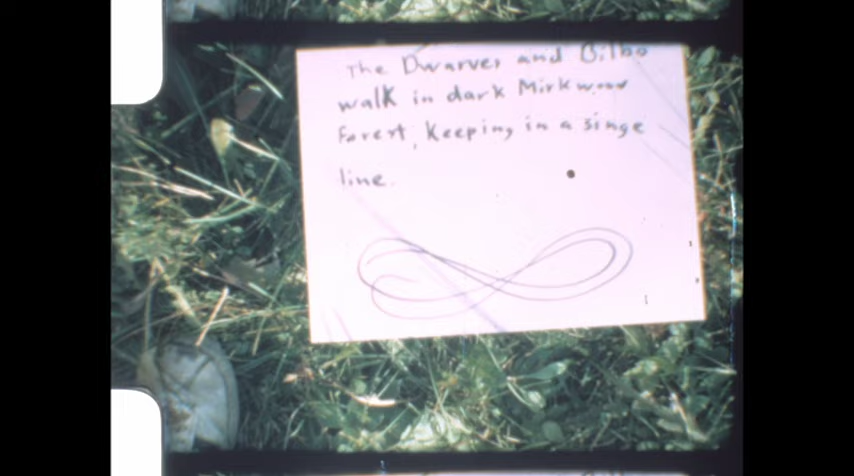 The Dwarves and Bilbo
walk in dark Mirkwood
Forest, Keeping in a singe
line.